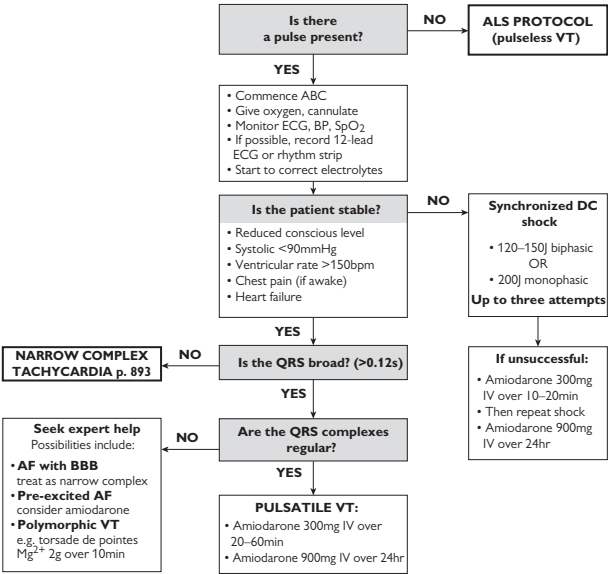 Is there
a pulse present?
NO
ALS PROTOCOL
(pulseless VT)
YES
• Commence ABC
• Give oxygen, cannulate
• Monitor ECG, BP, SpO2
• If possible, record 12-lead
ECG or rhythm strip
• Start to correct electrolytes
Is the patient stable?
• Reduced conscious level
• Systolic <90mmHg
• Ventricular rate >150bpm
• Chest pain (if awake)
• Heart failure
NO
Synchronized DC
shock
• 120–150J biphasic
OR
• 200J monophasic
Up to three attempts
If unsuccessful:
• Amiodarone 300mg
IV over 10–20min
• Then repeat shock
• Amiodarone 900mg
IV over 24hr
YES
Is the QRS broad? (>0.12s)
NO
NARROW COMPLEX
TACHYCARDIA p. 893
YES
Are the QRS complexes
regular?
NO
Seek expert help
Possibilities include:
• AF with BBB
treat as narrow complex
• Pre-excited AF
consider amiodarone
• Polymorphic VT
e.g. torsade de pointes
Mg2+ 2g over 10min
YES
PULSATILE VT:
• Amiodarone 300mg IV over
20–60min
• Amiodarone 900mg IV over 24hr